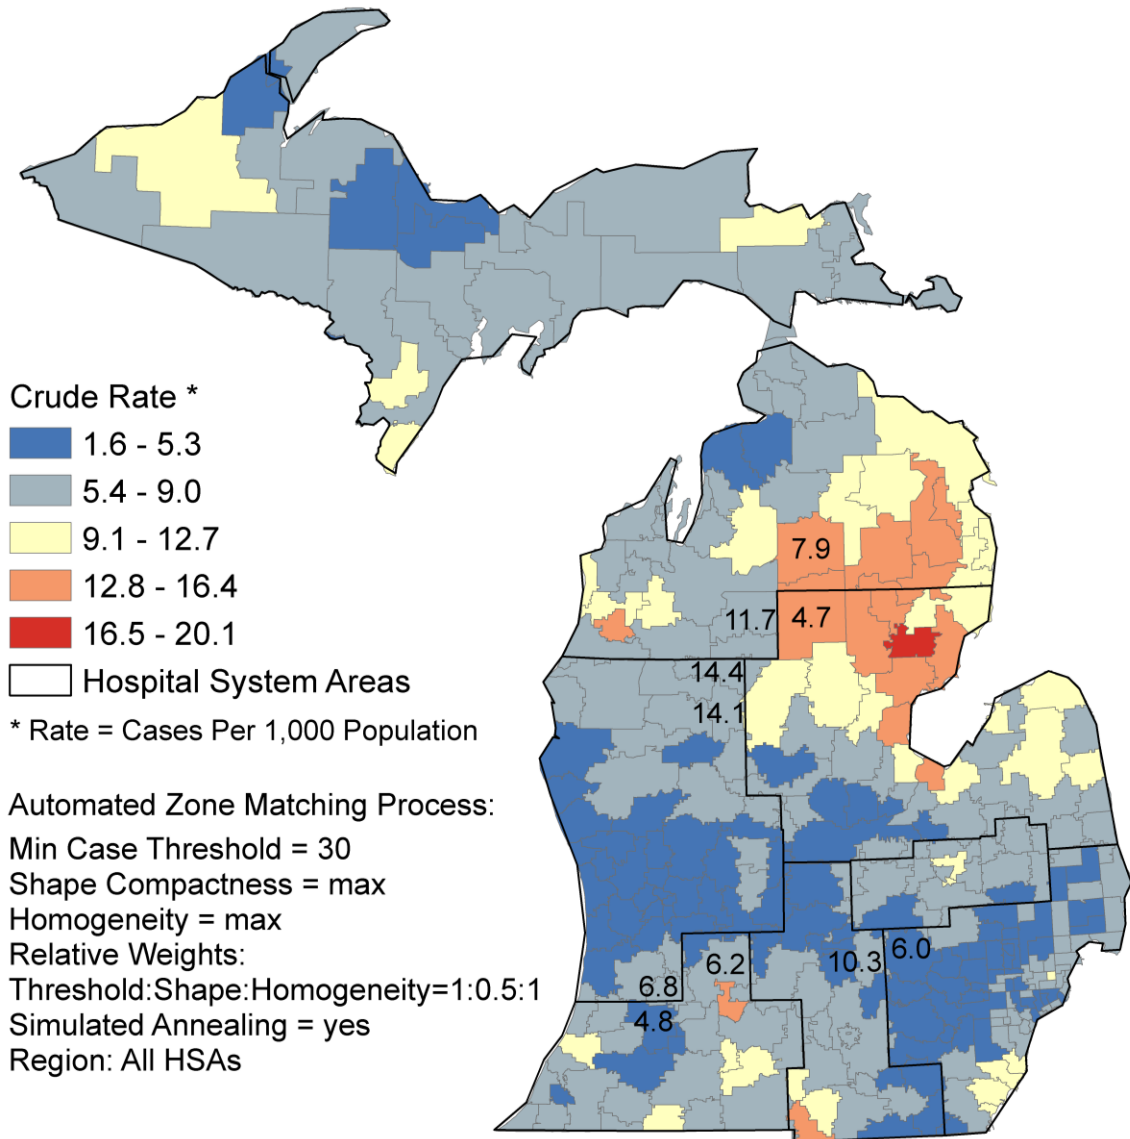 Crude Rate *
1.6 - 5.3
5.4 - 9.0
9.1 - 12.7
12.8 - 16.4
16.5 - 20.1
Hospital System Areas
* Rate = Cases Per 1,000 Population
Automated Zone Matching Process:
Min Case Threshold = 30
Shape Compactness = max
Homogeneity = max
Relative Weights:
Threshold:Shape:Homogeneity=1:0.5:1
Simulated Annealing = yes
Region: All HSAs
7.9
11.7 4.7
14.4
14.1
10.3 6.0
6.2
6.8
4.8